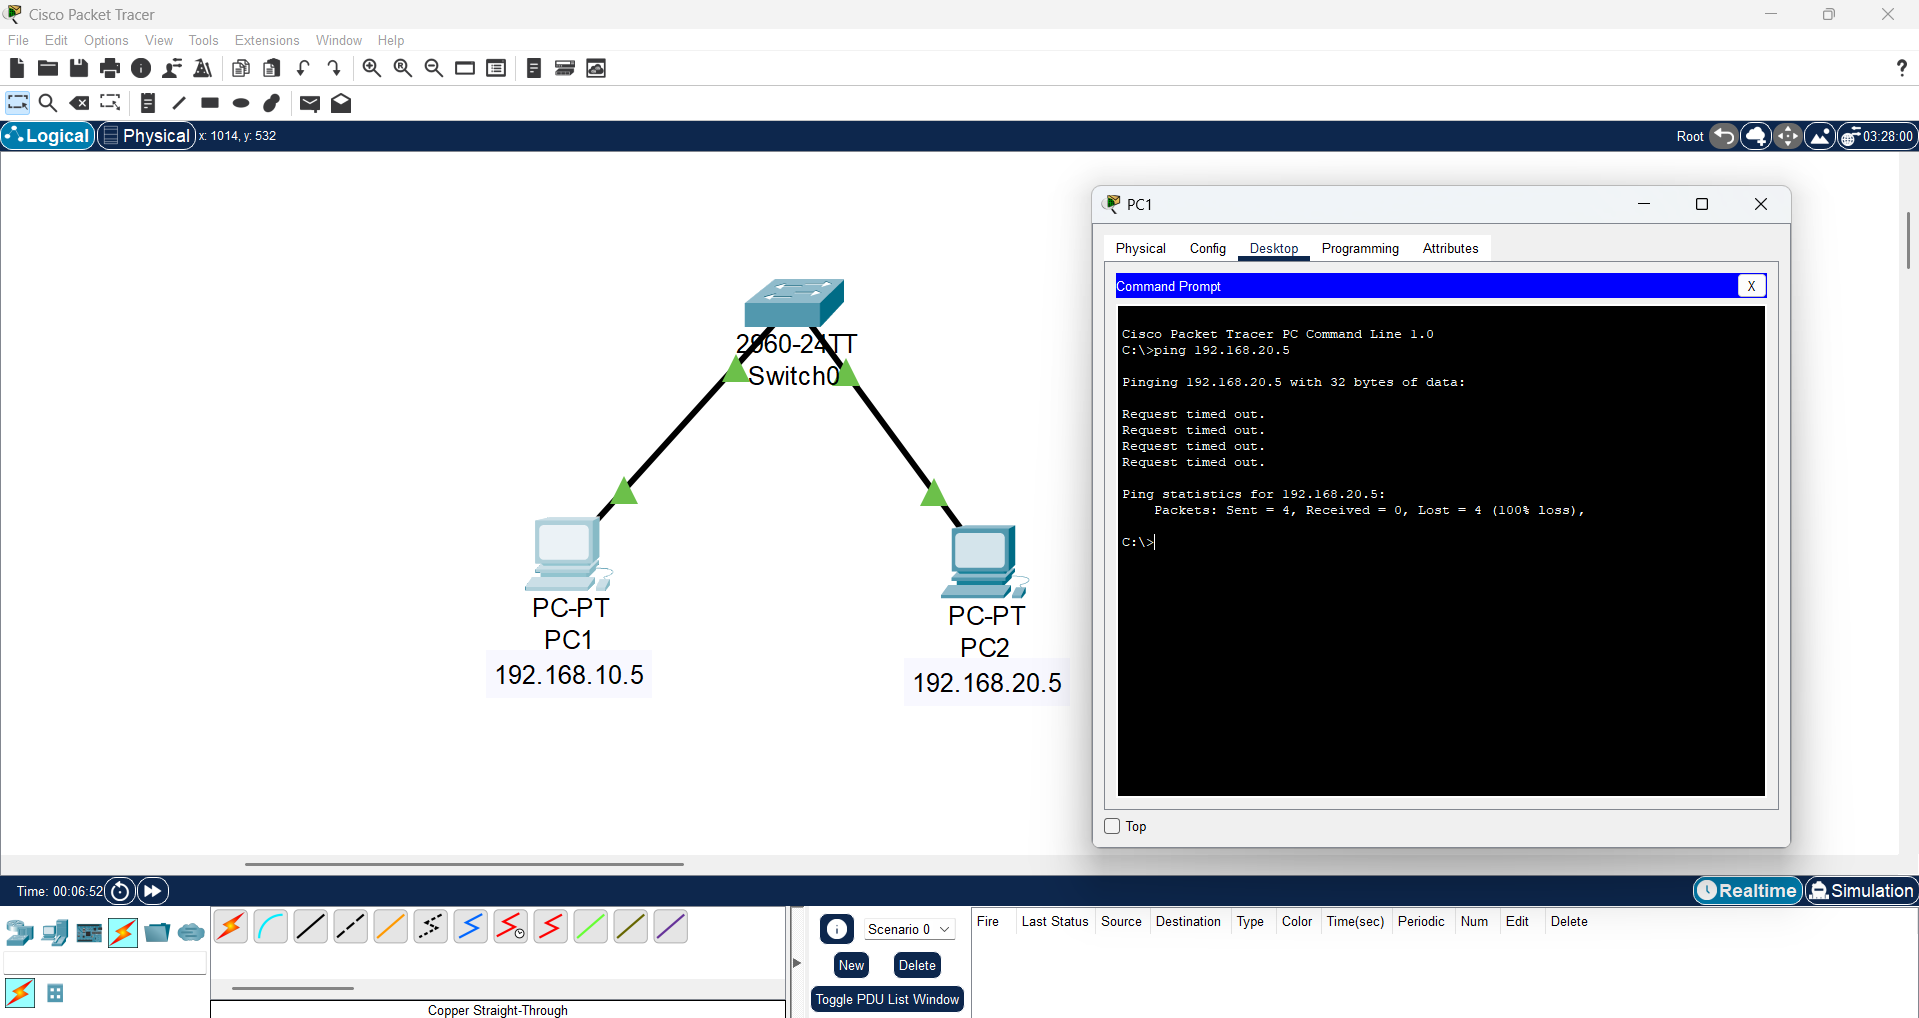 Cisco Packet Tracer
File Edit Options View Tools Extensions Window Help
Logical Physical x: 1014, y: 532 Root 03:28:00
2960-24TT
Switch0
PC-PT
PC1
192.168.10.5
PC-PT
PC2
192.168.20.5
PC1
Physical Config Desktop Programming Attributes
Command Prompt X
Cisco Packet Tracer PC Command Line 1.0
C:\>ping 192.168.20.5
Pinging 192.168.20.5 with 32 bytes of data:
Request timed out.
Request timed out.
Request timed out.
Request timed out.
Ping statistics for 192.168.20.5:
Packets: Sent = 4, Received = 0, Lost = 4 (100% loss),
C:\>
Top
Time: 00:06:52 Realtime Simulation
Scenario 0
New Delete
Toggle PDU List Window
Fire Last Status Source Destination Type Color Time(sec) Periodic Num Edit Delete
Copper Straight-Through